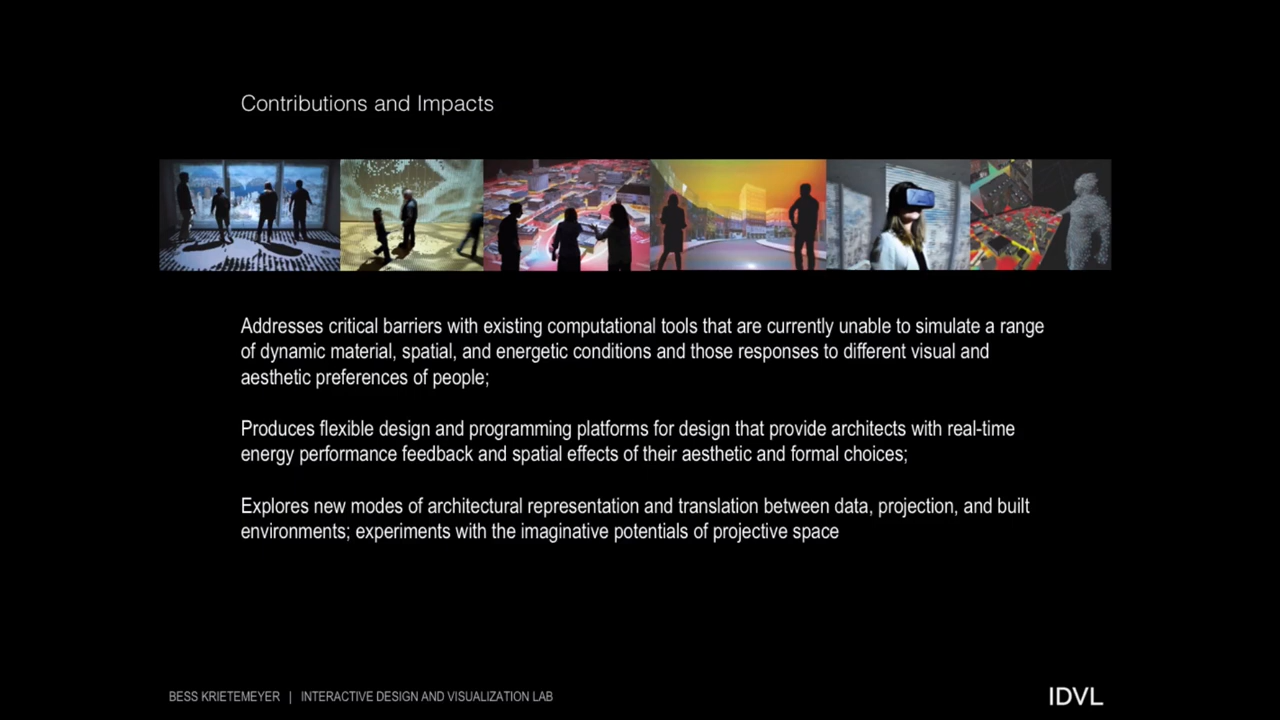 Contributions and Impacts
Addresses critical barriers with existing computational tools that are currently unable to simulate a range
of dynamic material, spatial, and energetic conditions and those responses to different visual and
aesthetic preferences of people;
Produces flexible design and programming platforms for design that provide architects with real-time
energy performance feedback and spatial effects of their aesthetic and formal choices;
Explores new modes of architectural representation and translation between data, projection, and built
environments; experiments with the imaginative potentials of projective space
BESS KRIETEMEYER | INTERACTIVE DESIGN AND VISUALIZATION LAB
IDVL